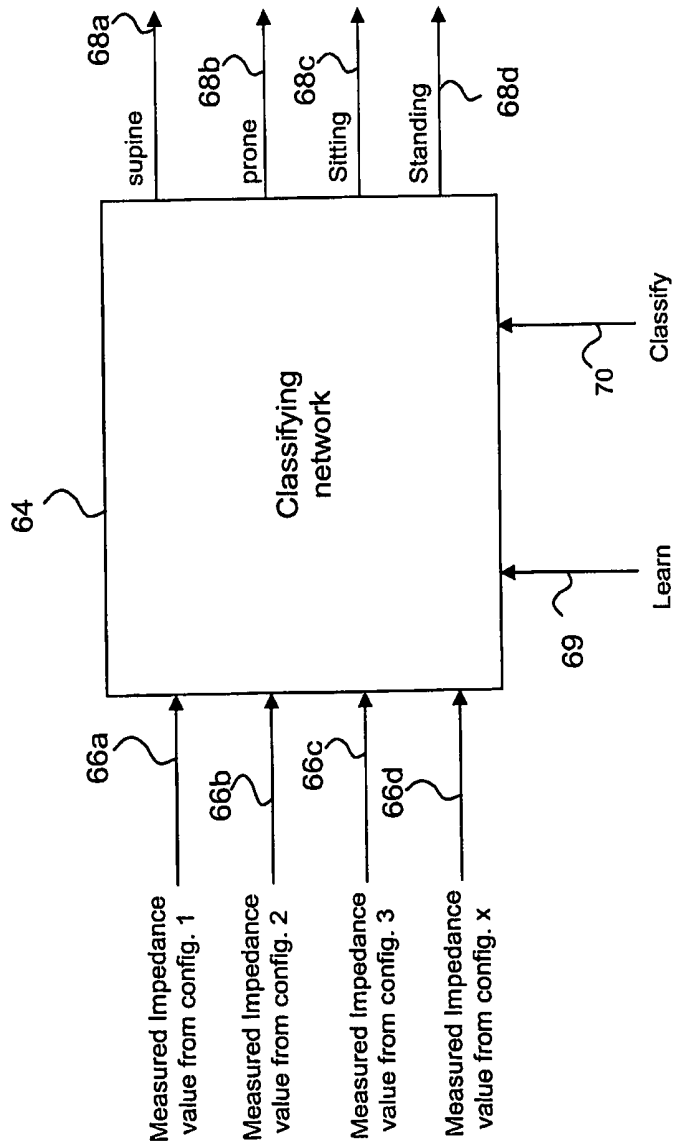 64
Measured Impedance
value from config. 1
66a
Measured Impedance
value from config. 2
66b
Measured Impedance
value from config. 3
66c
Measured Impedance
value from config. x
66d
Classifying
network
supine
68a
prone
68b
Sitting
68c
Standing
68d
69
Learn
70
Classify